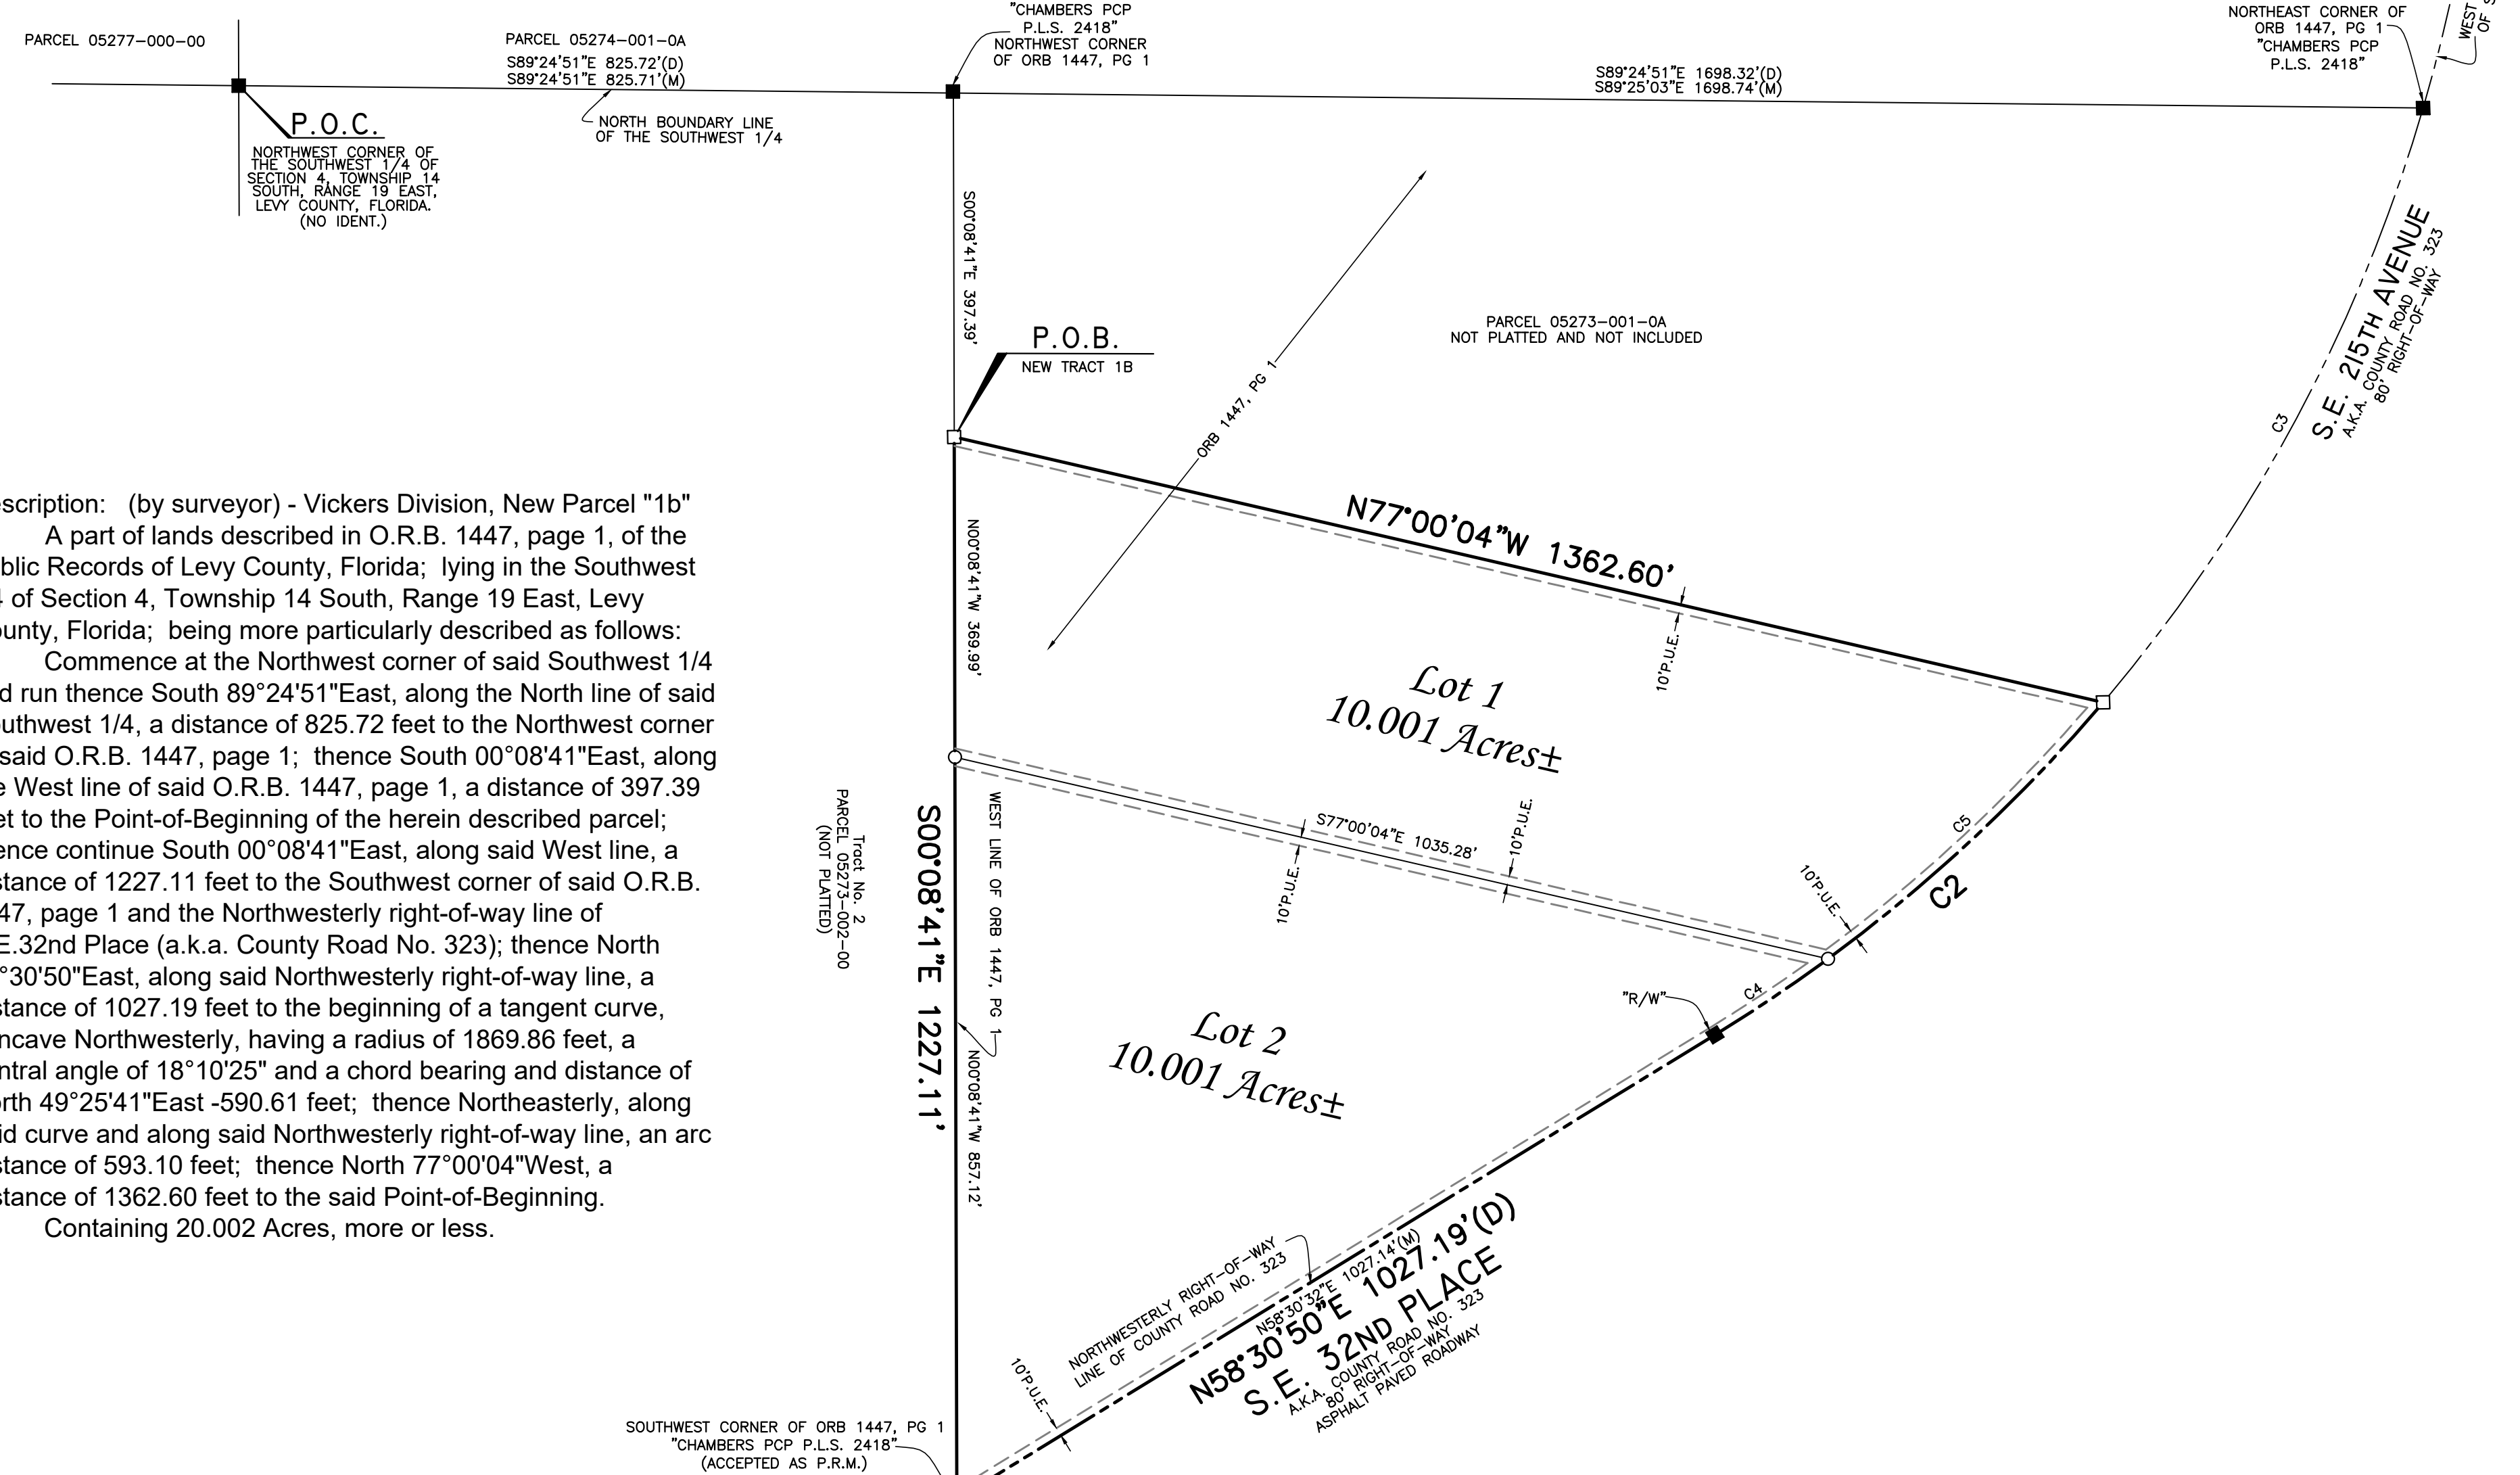 PARCEL 05277-000-00
PARCEL 05274-001-0A
S89°24'51"E 825.72'(D)
S89°24'51"E 825.71'(M)
"CHAMBERS PCP
P.L.S. 2418"
NORTHWEST CORNER
OF ORB 1447, PG 1
S89°24'51"E 1698.32'(D)
S89°25'03"E 1698.74'(M)
NORTHEAST CORNER OF
ORB 1447, PG 1
"CHAMBERS PCP
P.L.S. 2418"
WEST
OF
P.O.C.
NORTHWEST CORNER OF
THE SOUTHWEST 1/4 OF
SECTION 4, TOWNSHIP 14
SOUTH, RANGE 19 EAST,
LEVY COUNTY, FLORIDA.
(NO IDENT.)
NORTH BOUNDARY LINE
OF THE SOUTHWEST 1/4
S00°08'41"E 397.39'
P.O.B.
NEW TRACT 1B
ORB 1447, PG 1
PARCEL 05273-001-0A
NOT PLATTED AND NOT INCLUDED
S.E. 215TH AVENUE
A.K.A. COUNTY ROAD NO. 323
80' RIGHT-OF-WAY
C3
scription: (by surveyor) - Vickers Division, New Parcel "1b"
A part of lands described in O.R.B. 1447, page 1, of the
blic Records of Levy County, Florida; lying in the Southwest
4 of Section 4, Township 14 South, Range 19 East, Levy
ounty, Florida; being more particularly described as follows:
Commence at the Northwest corner of said Southwest 1/4
d run thence South 89°24'51"East, along the North line of said
outhwest 1/4, a distance of 825.72 feet to the Northwest corner
said O.R.B. 1447, page 1; thence South 00°08'41"East, along
e West line of said O.R.B. 1447, page 1, a distance of 397.39
et to the Point-of-Beginning of the herein described parcel;
ence continue South 00°08'41"East, along said West line, a
stance of 1227.11 feet to the Southwest corner of said O.R.B.
47, page 1 and the Northwesterly right-of-way line of
E.32nd Place (a.k.a. County Road No. 323); thence North
°30'50"East, along said Northwesterly right-of-way line, a
stance of 1027.19 feet to the beginning of a tangent curve,
ncave Northwesterly, having a radius of 1869.86 feet, a
ntral angle of 18°10'25" and a chord bearing and distance of
orth 49°25'41"East -590.61 feet; thence Northeasterly, along
id curve and along said Northwesterly right-of-way line, an arc
stance of 593.10 feet; thence North 77°00'04"West, a
stance of 1362.60 feet to the said Point-of-Beginning.
Containing 20.002 Acres, more or less.
N00°08'41"W 369.99'
N77°00'04"W 1362.60'
10'P.U.E.
Lot 1
10.001 Acres±
Tract No. 2
PARCEL 05273-002-00
(NOT PLATTED)
S00°08'41"E 1227.11'
WEST LINE OF ORB 1447, PG 1
S77°00'04"E 1035.28'
10'P.U.E.
10'P.U.E.
10'P.U.E.
C5
C2
"R/W"
C4
Lot 2
10.001 Acres±
N00°08'41"W 857.12'
NORTHWESTERLY RIGHT-OF-WAY
LINE OF COUNTY ROAD NO. 323
N58°30'32"E 1027.14'(M)
N58°30'50"E 1027.19'(D)
S.E. 32ND PLACE
A.K.A. COUNTY ROAD NO. 323
80' RIGHT-OF-WAY
ASPHALT PAVED ROADWAY
10'P.U.E.
SOUTHWEST CORNER OF ORB 1447, PG 1
"CHAMBERS PCP P.L.S. 2418"
(ACCEPTED AS P.R.M.)